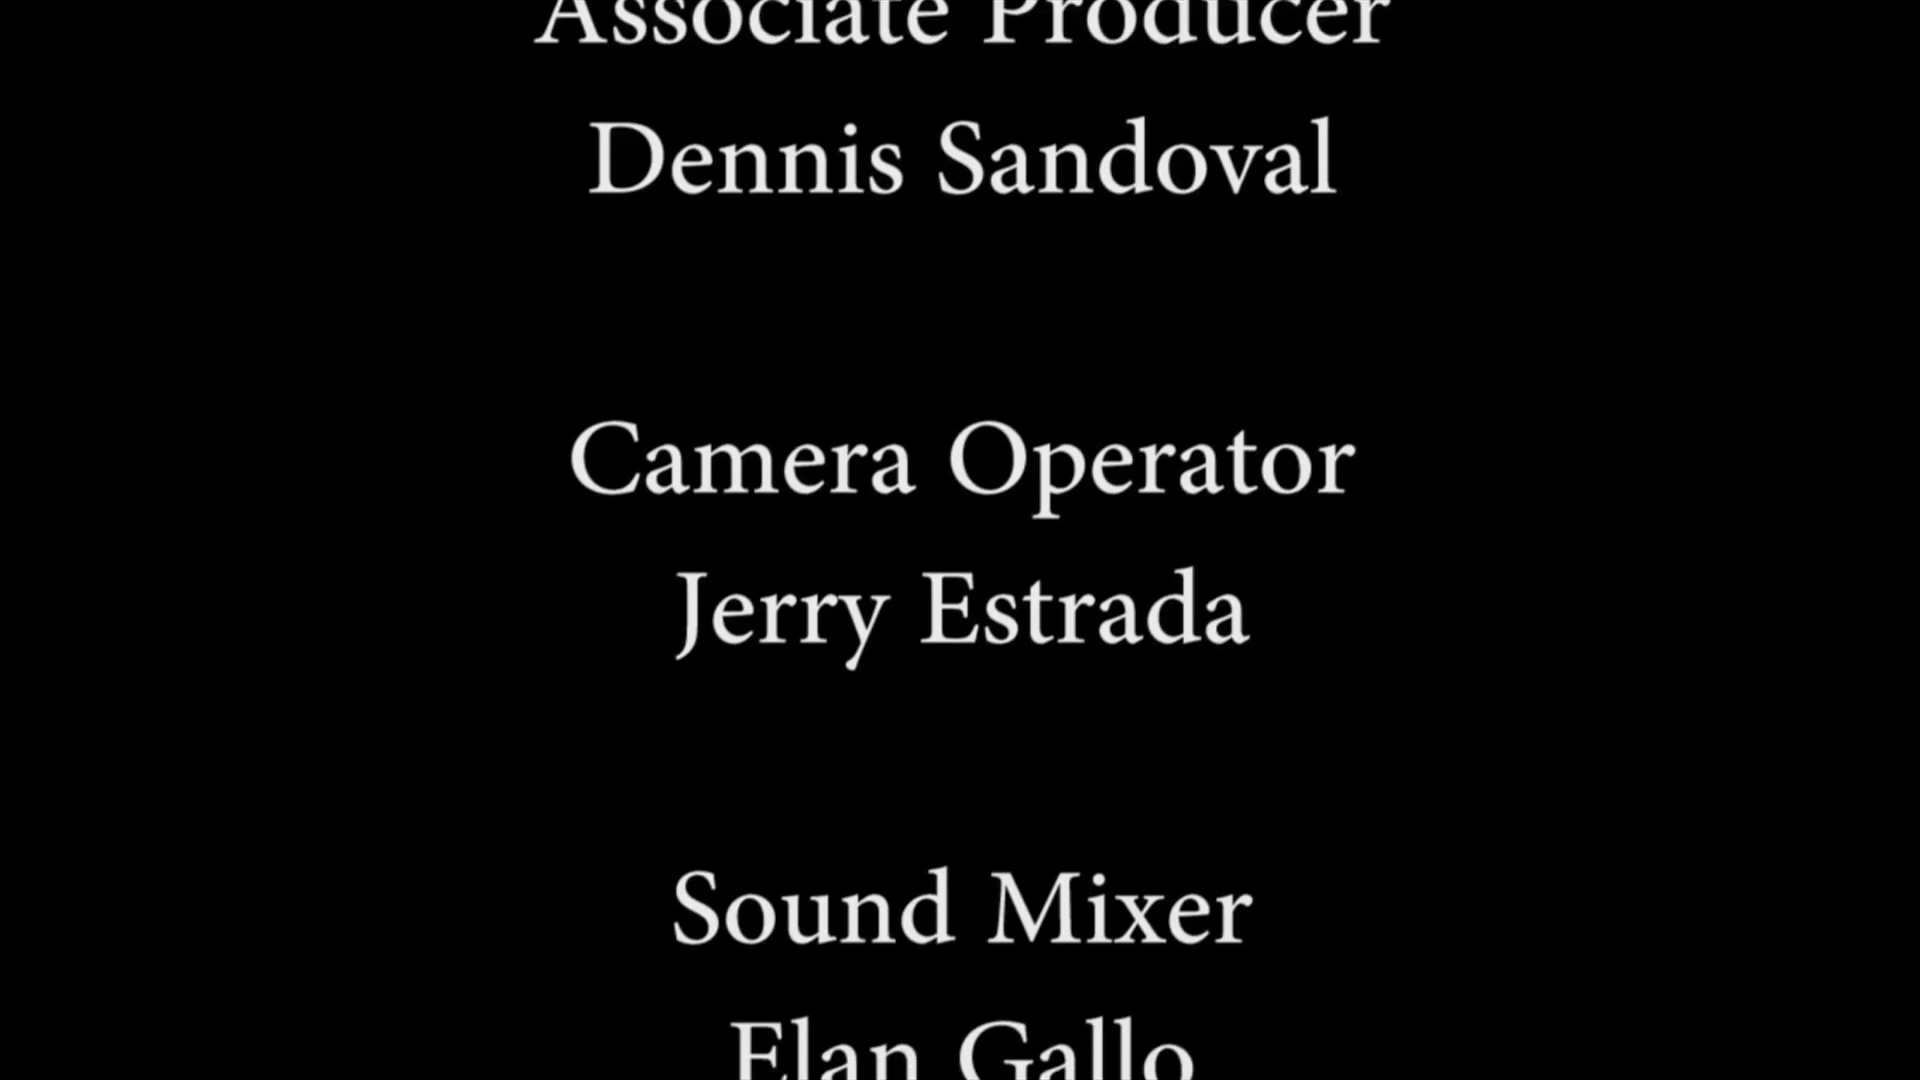 Associate Producer
Dennis Sandoval
Camera Operator
Jerry Estrada
Sound Mixer
Elan Gallo